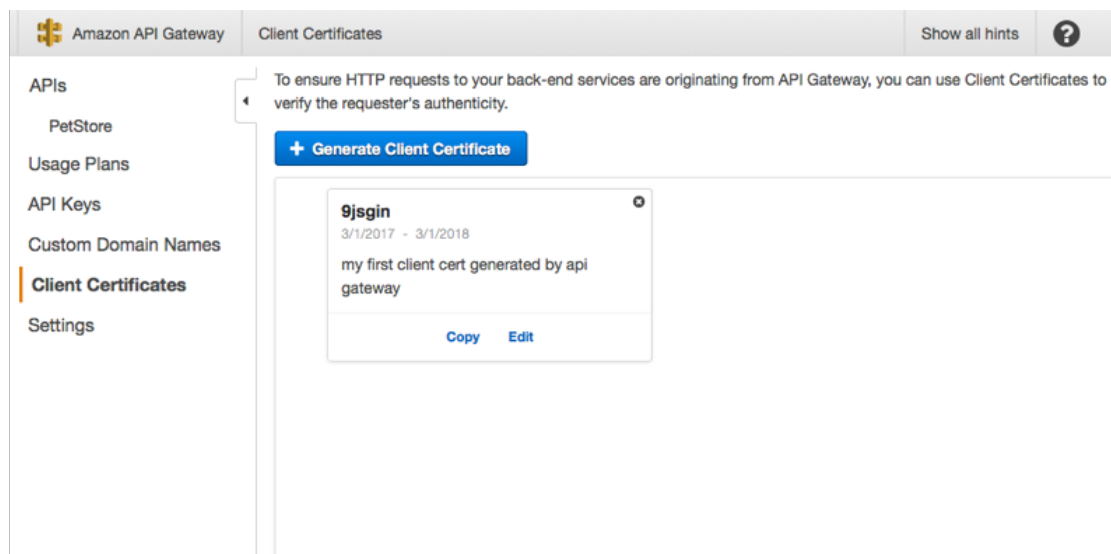 Amazon API Gateway
Client Certificates
Show all hints
?
APIs
PetStore
Usage Plans
API Keys
Custom Domain Names
Client Certificates
Settings
To ensure HTTP requests to your back-end services are originating from API Gateway, you can use Client Certificates to
verify the requester's authenticity.
+ Generate Client Certificate
9jsgin
3/1/2017 - 3/1/2018
my first client cert generated by api
gateway
Copy
Edit